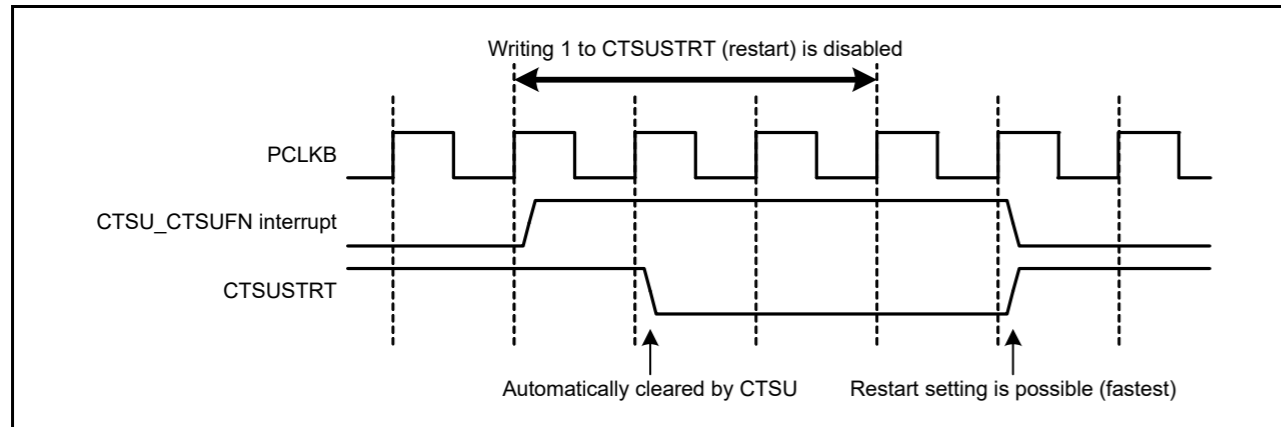 Writing 1 to CTSUSTRT (restart) is disabled
PCLKB
CTSU_CTSUFN interrupt
CTSUSTRT
Automatically cleared by CTSU
Restart setting is possible (fastest)